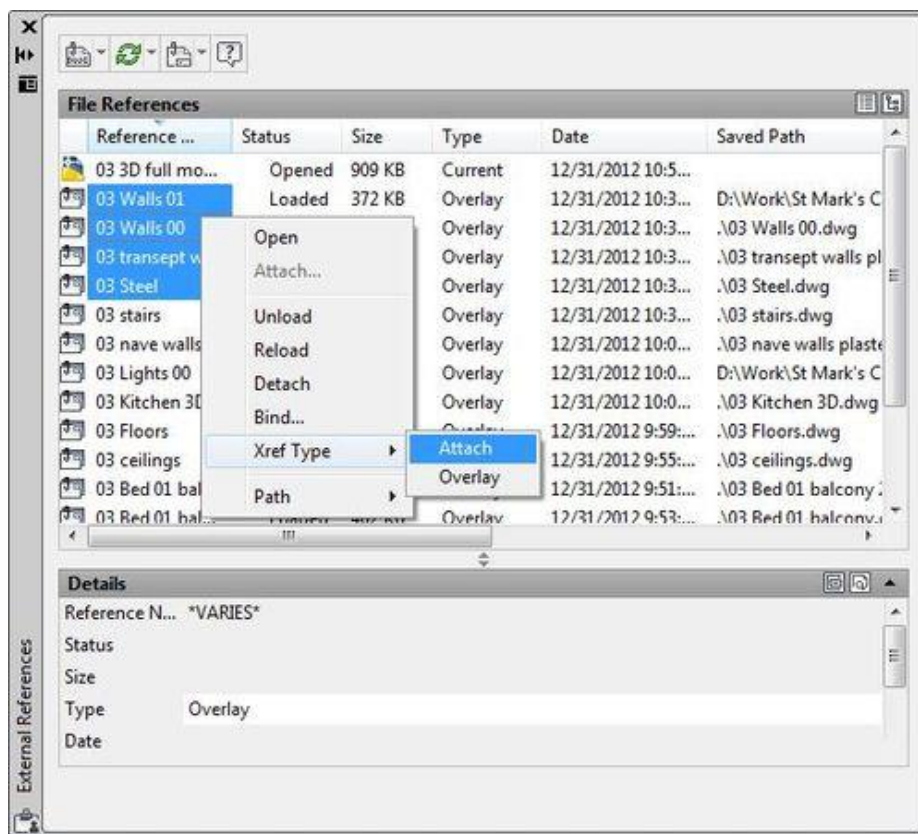 File References
Reference ... Status Size Type Date Saved Path
03 3D full mo... Opened 909 KB Current 12/31/2012 10:5...
03 Walls 01 Loaded 372 KB Overlay 12/31/2012 10:3... D:\Work\St Mark's C
03 Walls 00 Overlay 12/31/2012 10:3... .\03 Walls 00.dwg
03 transept w Overlay 12/31/2012 10:3... .\03 transept walls pl
03 Steel Overlay 12/31/2012 10:3... .\03 Steel.dwg
03 stairs Overlay 12/31/2012 10:3... .\03 stairs.dwg
03 nave walls Overlay 12/31/2012 10:0... .\03 nave walls plaste
03 Lights 00 Overlay 12/31/2012 10:0... D:\Work\St Mark's C
03 Kitchen 3D Overlay 12/31/2012 10:0... .\03 Kitchen 3D.dwg
03 Floors 12/31/2012 9:59:... .\03 Floors.dwg
03 ceilings 12/31/2012 9:55:... .\03 ceilings.dwg
03 Bed 01 bal 12/31/2012 9:51:... .\03 Bed 01 balcony
03 Bed 01 bal... Overlay 12/31/2012 9:53:... .\03 Bed 01 balcony.
Open
Attach...
Unload
Reload
Detach
Bind...
Xref Type
Path
Attach
Overlay
Details
Reference N... *VARIES*
Status
Size
Type Overlay
Date
External References